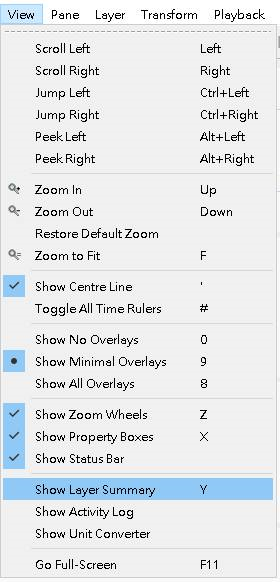 View Pane Layer Transform Playback
Scroll Left Left
Scroll Right Right
Jump Left Ctrl+Left
Jump Right Ctrl+Right
Peek Left Alt+Left
Peek Right Alt+Right
Zoom In Up
Zoom Out Down
Restore Default Zoom
Zoom to Fit F
Show Centre Line '
Toggle All Time Rulers #
Show No Overlays 0
Show Minimal Overlays 9
Show All Overlays 8
Show Zoom Wheels Z
Show Property Boxes X
Show Status Bar
Show Layer Summary Y
Show Activity Log
Show Unit Converter
Go Full-Screen F11